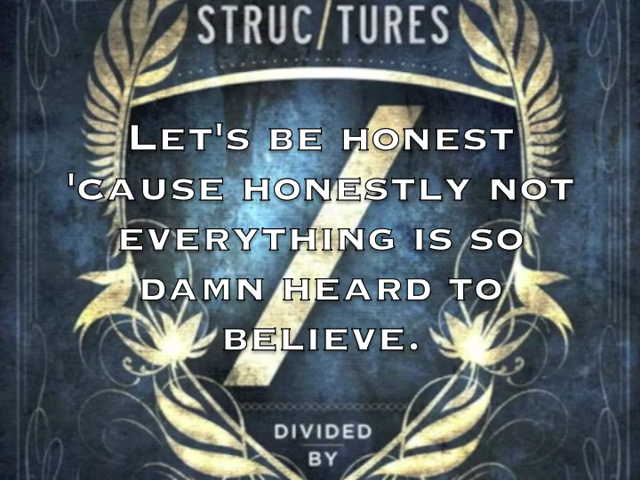 STRUC/TURES
LET'S BE HONEST
'CAUSE HONESTLY NOT
EVERYTHING IS SO
DAMN HEARD TO
BELIEVE.
DIVIDED
BY